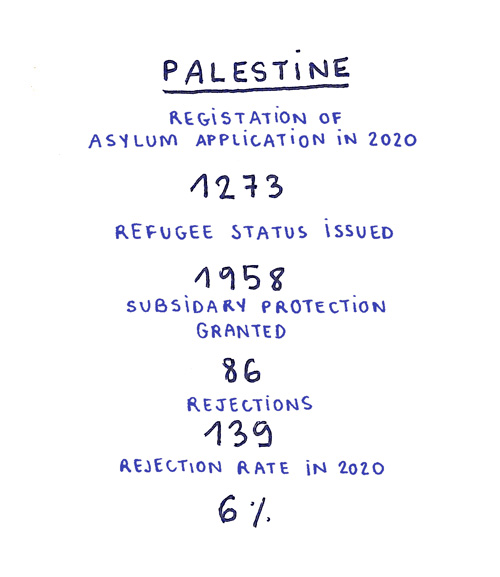 PALESTINE
REGISTATION OF
ASYLUM APPLICATION IN 2020
1273
REFUGEE STATUS ISSUED
1958
SUBSIDARY PROTECTION
GRANTED
86
REJECTIONS
139
REJECTION RATE IN 2020
6%